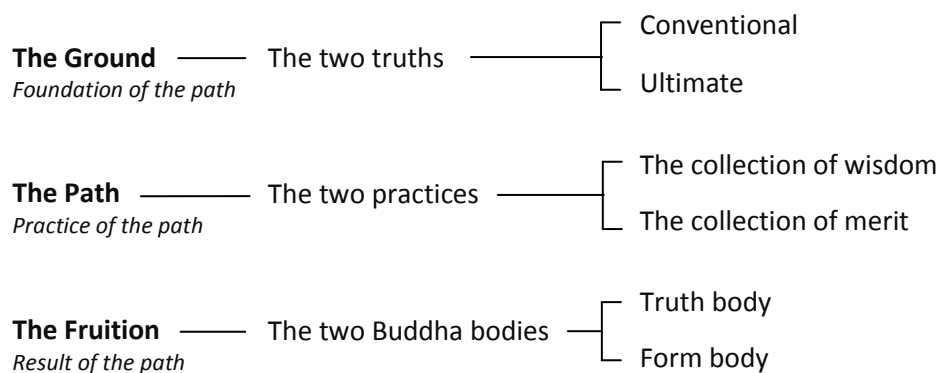 Conventional
The Ground The two truths
Foundation of the path
Ultimate
The collection of wisdom
The Path The two practices
Practice of the path
The collection of merit
Truth body
The Fruition The two Buddha bodies
Result of the path
Form body